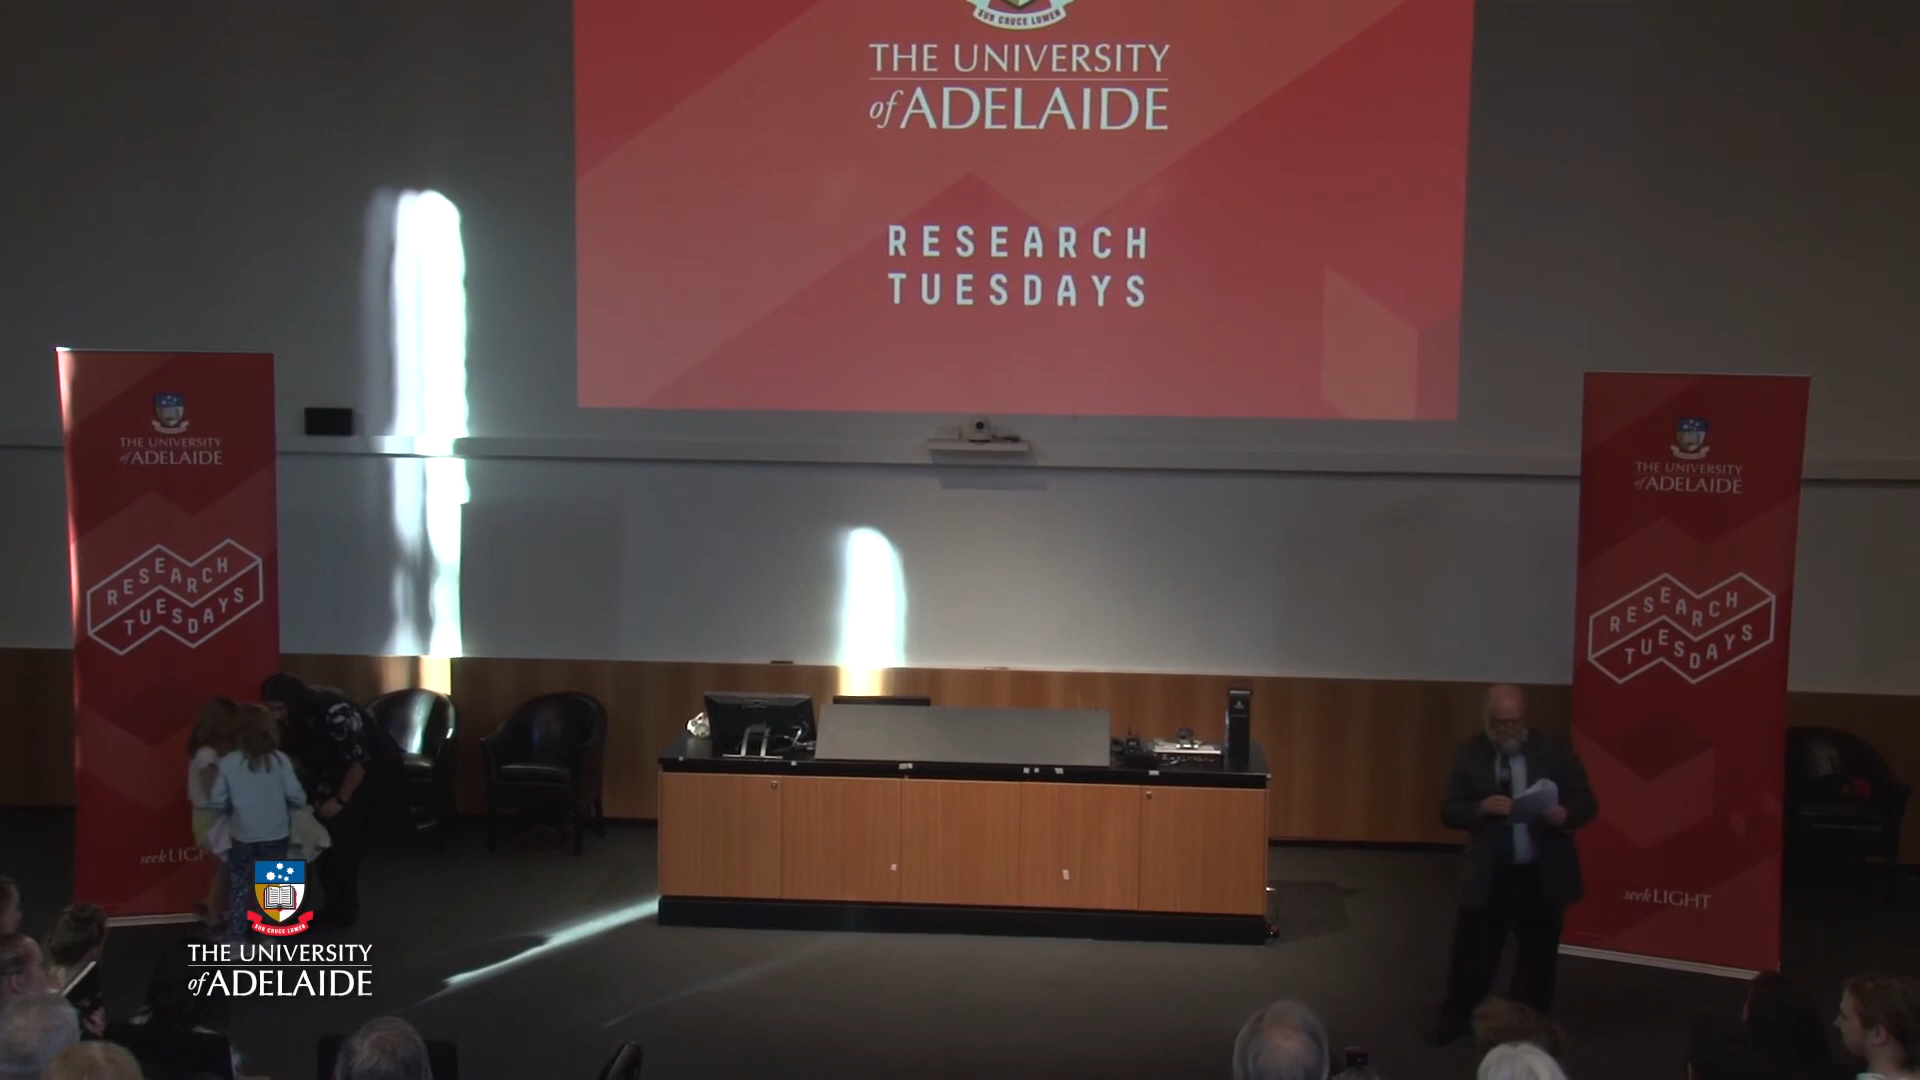 SUB CRUCE LUMEN
THE UNIVERSITY
of ADELAIDE
RESEARCH
TUESDAYS
THE UNIVERSITY
of ADELAIDE
RESEARCH
TUESDAYS
seek LIGHT
THE UNIVERSITY
of ADELAIDE
RESEARCH
TUESDAYS
seek LIGHT
SUB CRUCE LUMEN
THE UNIVERSITY
of ADELAIDE